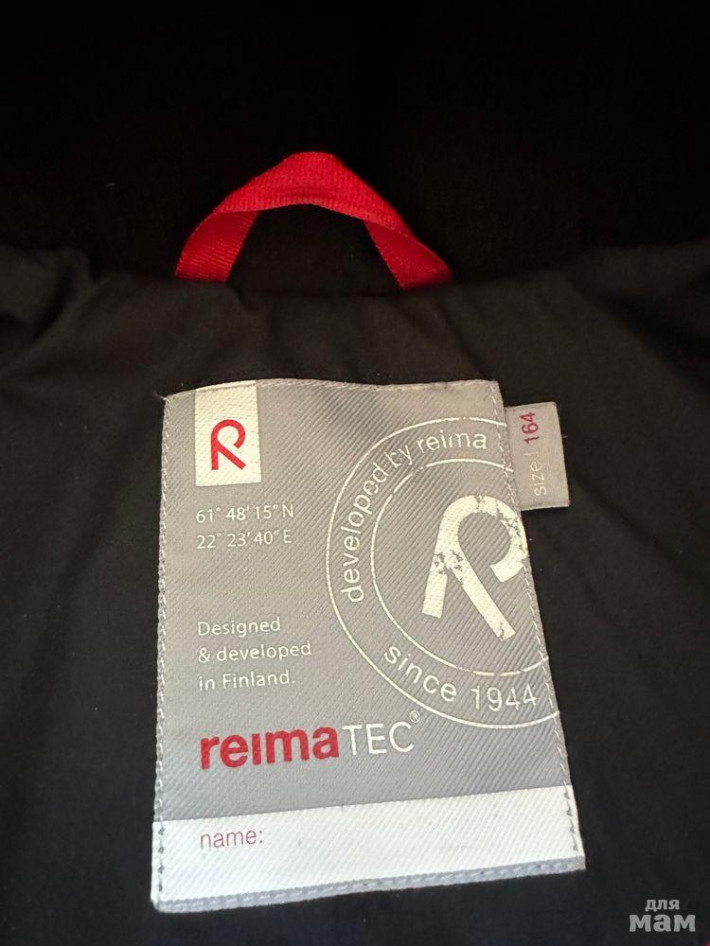 R
61° 48' 15" N
22° 23' 40" E
Designed
& developed
in Finland.
reimaTEC®
name:
developed by reima
R
since 1944
size | 164
для
мам